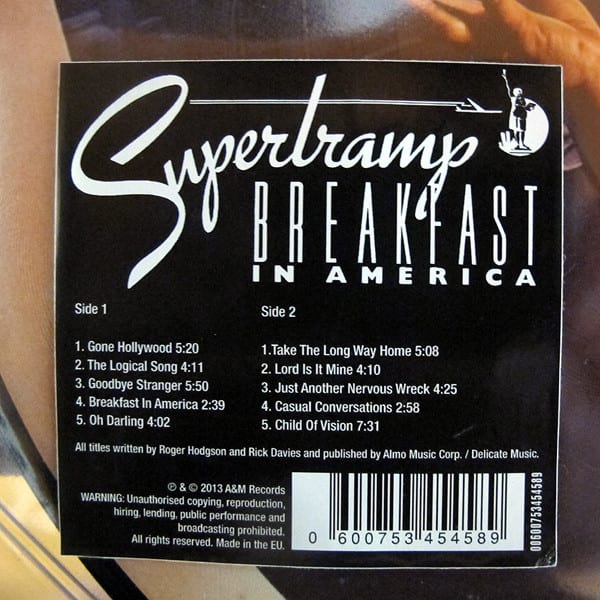 Supertramp
BREAKFAST
IN AMERICA
Side 1
1. Gone Hollywood 5:20
2. The Logical Song 4:11
3. Goodbye Stranger 5:50
4. Breakfast In America 2:39
5. Oh Darling 4:02
Side 2
1.Take The Long Way Home 5:08
2. Lord Is It Mine 4:10
3. Just Another Nervous Wreck 4:25
4. Casual Conversations 2:58
5. Child Of Vision 7:31
All titles written by Roger Hodgson and Rick Davies and published by Almo Music Corp. / Delicate Music.
℗ & © 2013 A&M Records
WARNING: Unauthorised copying, reproduction,
hiring, lending, public performance and
broadcasting prohibited.
All rights reserved. Made in the EU.
0 600753 454589
00600753454589